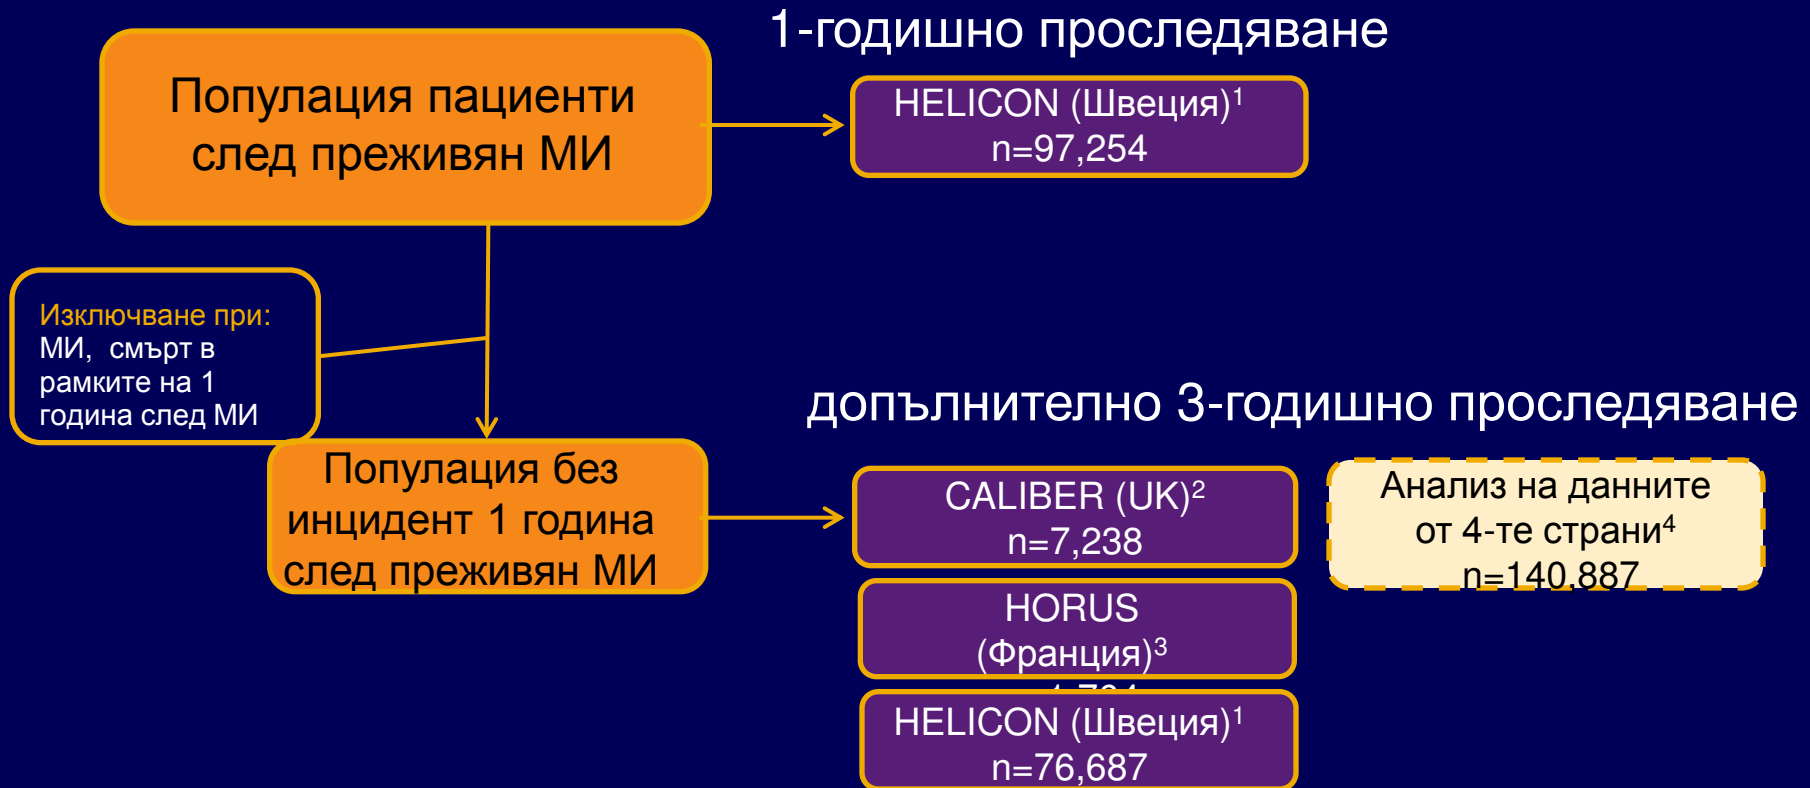 1-годишно проследяване
Популация пациенти
след преживян МИ
HELICON (Швеция)¹
n=97,254
Изключване при:
МИ, смърт в
рамките на 1
година след МИ
допълнително 3-годишно проследяване
Популация без
инцидент 1 година
след преживян МИ
CALIBER (UK)²
n=7,238
Анализ на данните
от 4-те страни⁴
n=140,887
HORUS
(Франция)³
HELICON (Швеция)¹
n=76,687